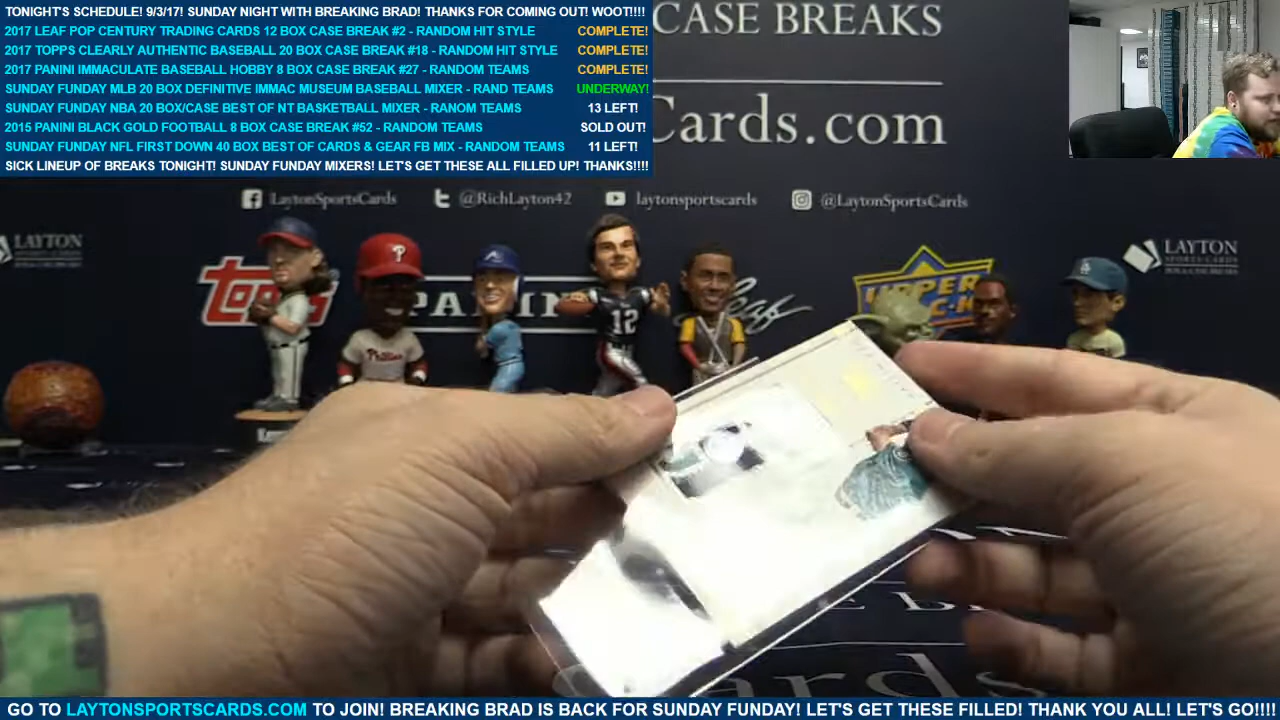 TONIGHT'S SCHEDULE! 9/3/17! SUNDAY NIGHT WITH BREAKING BRAD! THANKS FOR COMING OUT! WOOT!!!!
2017 LEAF POP CENTURY TRADING CARDS 12 BOX CASE BREAK #2 - RANDOM HIT STYLE COMPLETE!
2017 TOPPS CLEARLY AUTHENTIC BASEBALL 20 BOX CASE BREAK #18 - RANDOM HIT STYLE COMPLETE!
2017 PANINI IMMACULATE BASEBALL HOBBY 8 BOX CASE BREAK #27 - RANDOM TEAMS COMPLETE!
SUNDAY FUNDAY MLB 20 BOX DEFINITIVE IMMAC MUSEUM BASEBALL MIXER - RAND TEAMS UNDERWAY!
SUNDAY FUNDAY NBA 20 BOX/CASE BEST OF NT BASKETBALL MIXER - RANOM TEAMS 13 LEFT!
2015 PANINI BLACK GOLD FOOTBALL 8 BOX CASE BREAK #52 - RANDOM TEAMS SOLD OUT!
SUNDAY FUNDAY NFL FIRST DOWN 40 BOX BEST OF CARDS & GEAR FB MIX - RANDOM TEAMS 11 LEFT!
SICK LINEUP OF BREAKS TONIGHT! SUNDAY FUNDAY MIXERS! LET'S GET THESE ALL FILLED UP! THANKS!!!!
CASE BREAKS
Cards.com
LaytonSportsCards @RichLayton42 laytonsportscards @LaytonSportsCards
LAYTON
LAYTON
topps PANINI Leaf UPPER
P
A
12
Phillies
GO TO LAYTONSPORTSCARDS.COM TO JOIN! BREAKING BRAD IS BACK FOR SUNDAY FUNDAY! LET'S GET THESE FILLED! THANK YOU ALL! LET'S GO!!!!